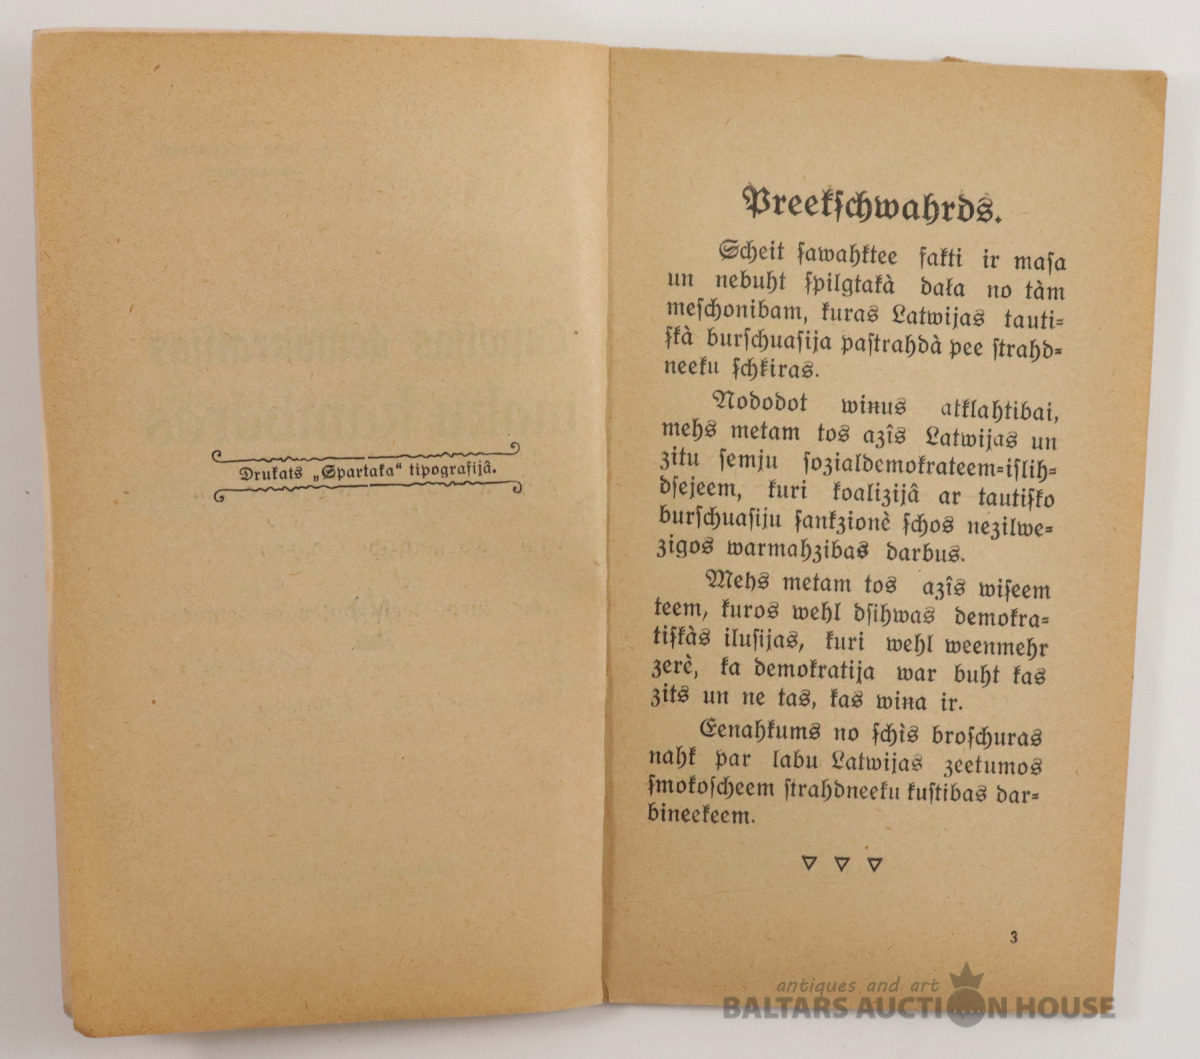 Drukats „Spartaka“ tipografijâ.
Preekſchwahrds.
Scheit ſawahktee fakti ir maſa
un nebuht ſpilgtakà daƚa no tàm
meſchonibam, kuras Latwijas tauti⸗
ſkà burſchuaſija paſtrahdà pee ſtrahd⸗
neeku ſchkiras.
Nododot wiņus atklahtibai,
mehs metam tos azîs Latwijas un
zitu ſemju ſozialdemokrateem⸗iſlih⸗
dſejeem, kuri koalizijâ ar tautiſko
burſchuaſiju ſankzionè ſchos nezilwe⸗
zigos warmahzibas darbus.
Mehs metam tos azîs wiſeem
teem, kuros wehl dſihwas demokra⸗
tiſkàs iluſijas, kuri wehl weenmehr
zerè, ka demokratija war buht kas
zits un ne tas, kas wiņa ir.
Eenahkums no ſchìs broſchuras
nahk par labu Latwijas zeetumos
ſmokoſcheem ſtrahdneeku kuſtibas dar⸗
bineekeem.
3
antiques and art
BALTARS AUCTION HOUSE